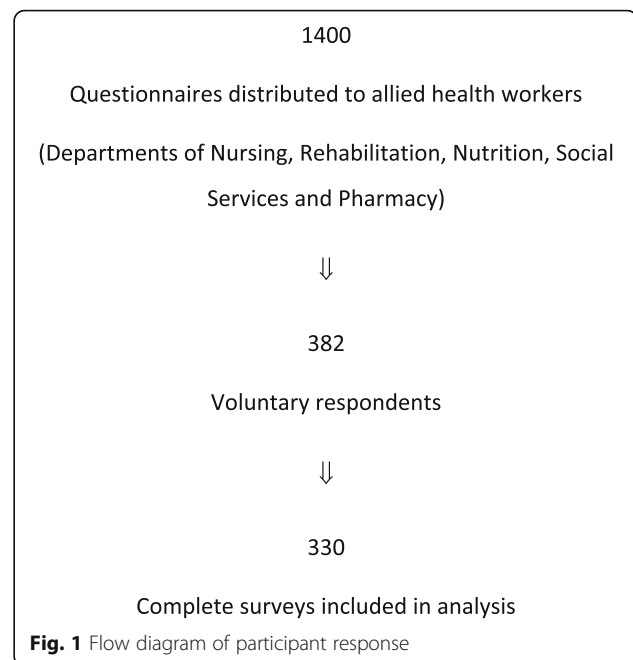 1400
Questionnaires distributed to allied health workers
(Departments of Nursing, Rehabilitation, Nutrition, Social
Services and Pharmacy)
⇓
382
Voluntary respondents
⇓
330
Complete surveys included in analysis
Fig. 1 Flow diagram of participant response